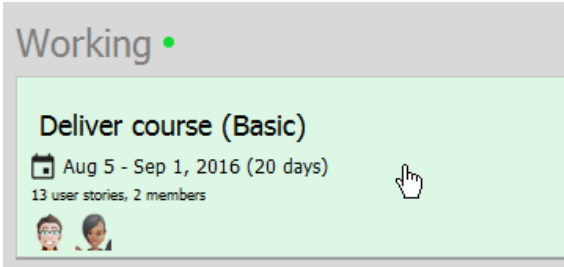 Working
Deliver course (Basic)
Aug 5 - Sep 1, 2016 (20 days)
13 user stories, 2 members